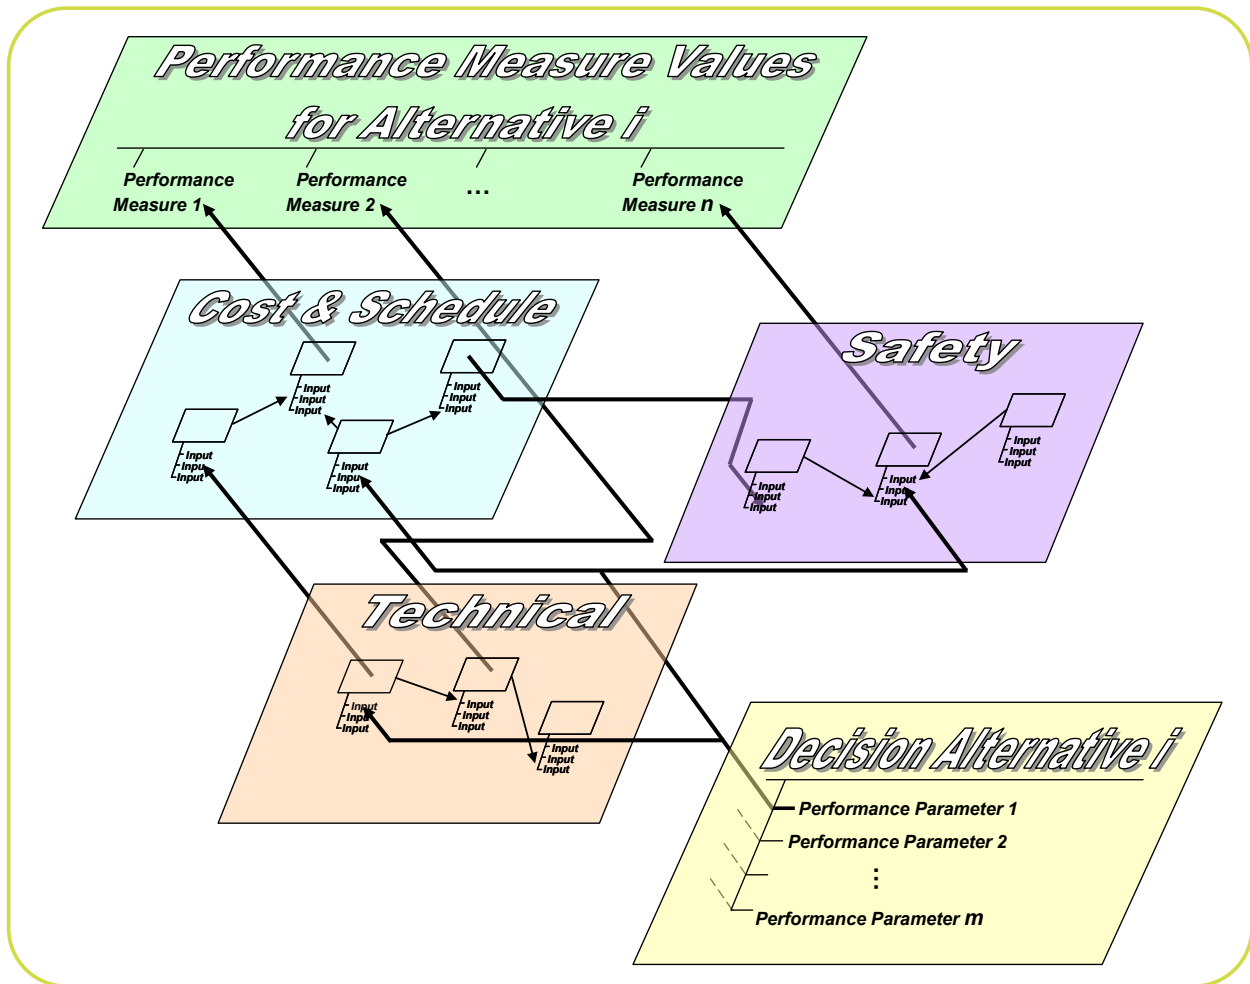 Performance Measure Values
for Alternative i
Performance
Measure 1
Performance
Measure 2
...
Performance
Measure n
Cost & Schedule
Input
Input
Input
Input
Input
Input
Input
Input
Input
Input
Input
Input
Safety
Input
Input
Input
Input
Input
Input
Input
Input
Input
Technical
Input
Input
Input
Input
Input
Input
Input
Input
Input
Decision Alternative i
Performance Parameter 1
Performance Parameter 2
...
Performance Parameter m